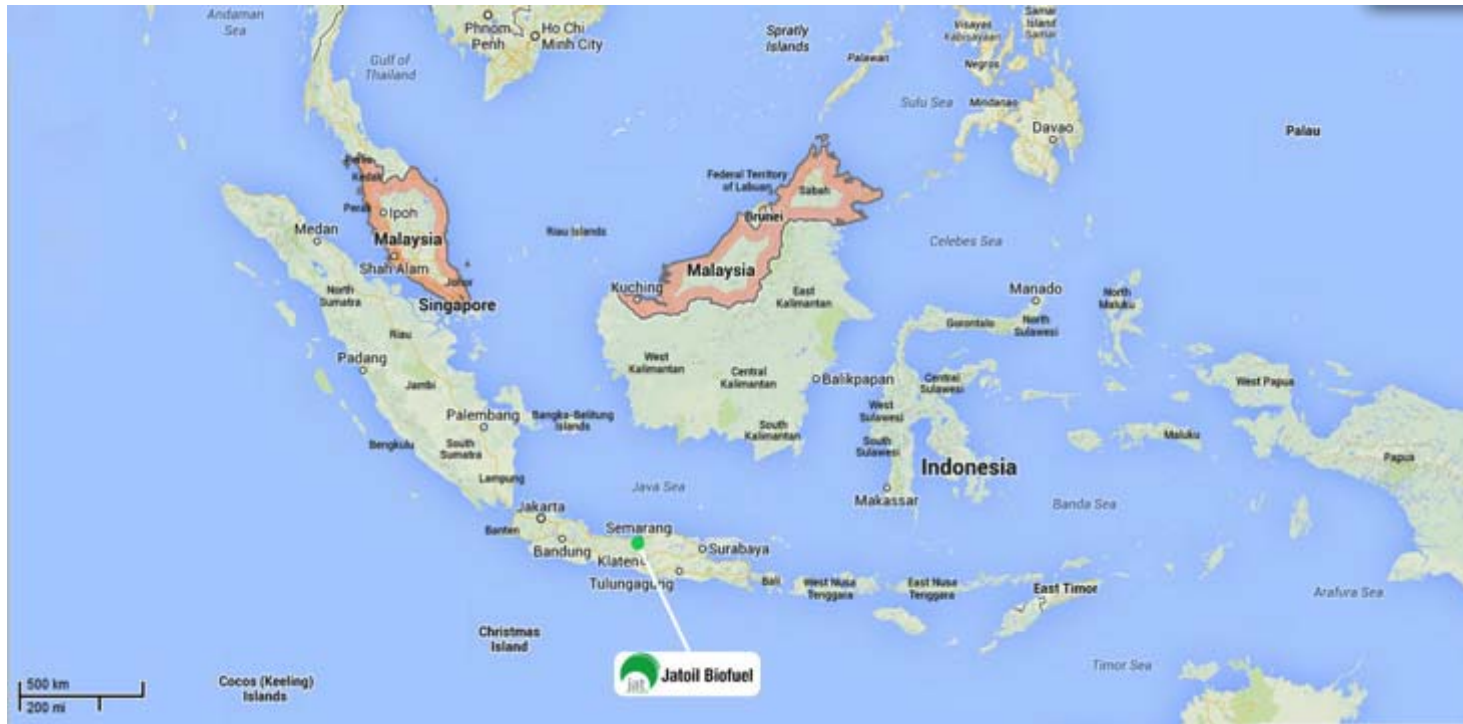 Andaman
Sea
Phnom
Penh
Ho Chi
Minh City
Gulf of
Thailand
Spratly
Islands
Palawan
Visayas
Negros
Samar
Island
Samar
Sulu Sea
Mindanao
Davao
Palau
Kedah
Perak
Ipoh
Malaysia
Shah Alam
Johor
Singapore
Medan
North
Sumatra
Riau
Padang
Jambi
Palembang
Bengkulu
South
Sumatra
Lampung
Bangka-Belitung
Islands
Riau Islands
Federal Territory
of Labuan
Sabah
Brunei
Malaysia
Kuching
East
Kalimantan
West
Kalimantan
Central
Kalimantan
South
Kalimantan
Balikpapan
Celebes Sea
Manado
Gorontalo
North
Sulawesi
North
Maluku
Central
Sulawesi
West
Sulawesi
South
Sulawesi
Makassar
Indonesia
West Papua
Maluku
Papua
Java Sea
Banda Sea
Banten
Jakarta
Bandung
Semarang
Klaten
Surabaya
Tulungagung
Bali
West Nusa
Tenggara
East Nusa
Tenggara
East Timor
Arafura Sea
Timor Sea
Christmas
Island
Cocos (Keeling)
Islands
jat
Jatoil Biofuel
500 km
200 mi